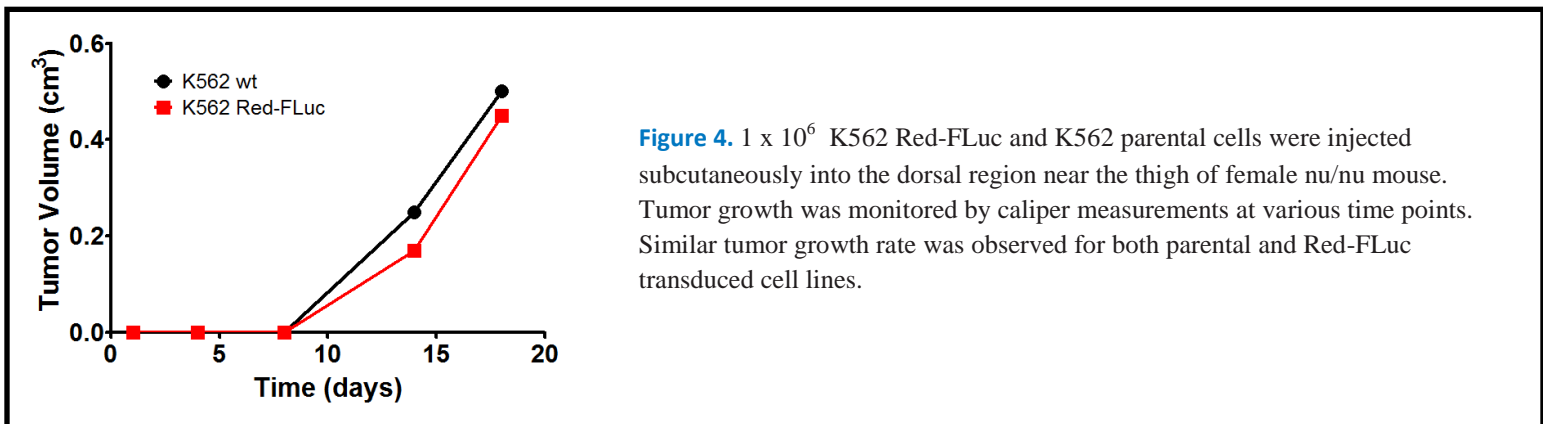 Tumor Volume (cm³)
0.6
0.4
0.2
0.0
K562 wt
K562 Red-FLuc
0 5 10 15 20
Time (days)
Figure 4. 1 x 10⁶ K562 Red-FLuc and K562 parental cells were injected
subcutaneously into the dorsal region near the thigh of female nu/nu mouse.
Tumor growth was monitored by caliper measurements at various time points.
Similar tumor growth rate was observed for both parental and Red-FLuc
transduced cell lines.